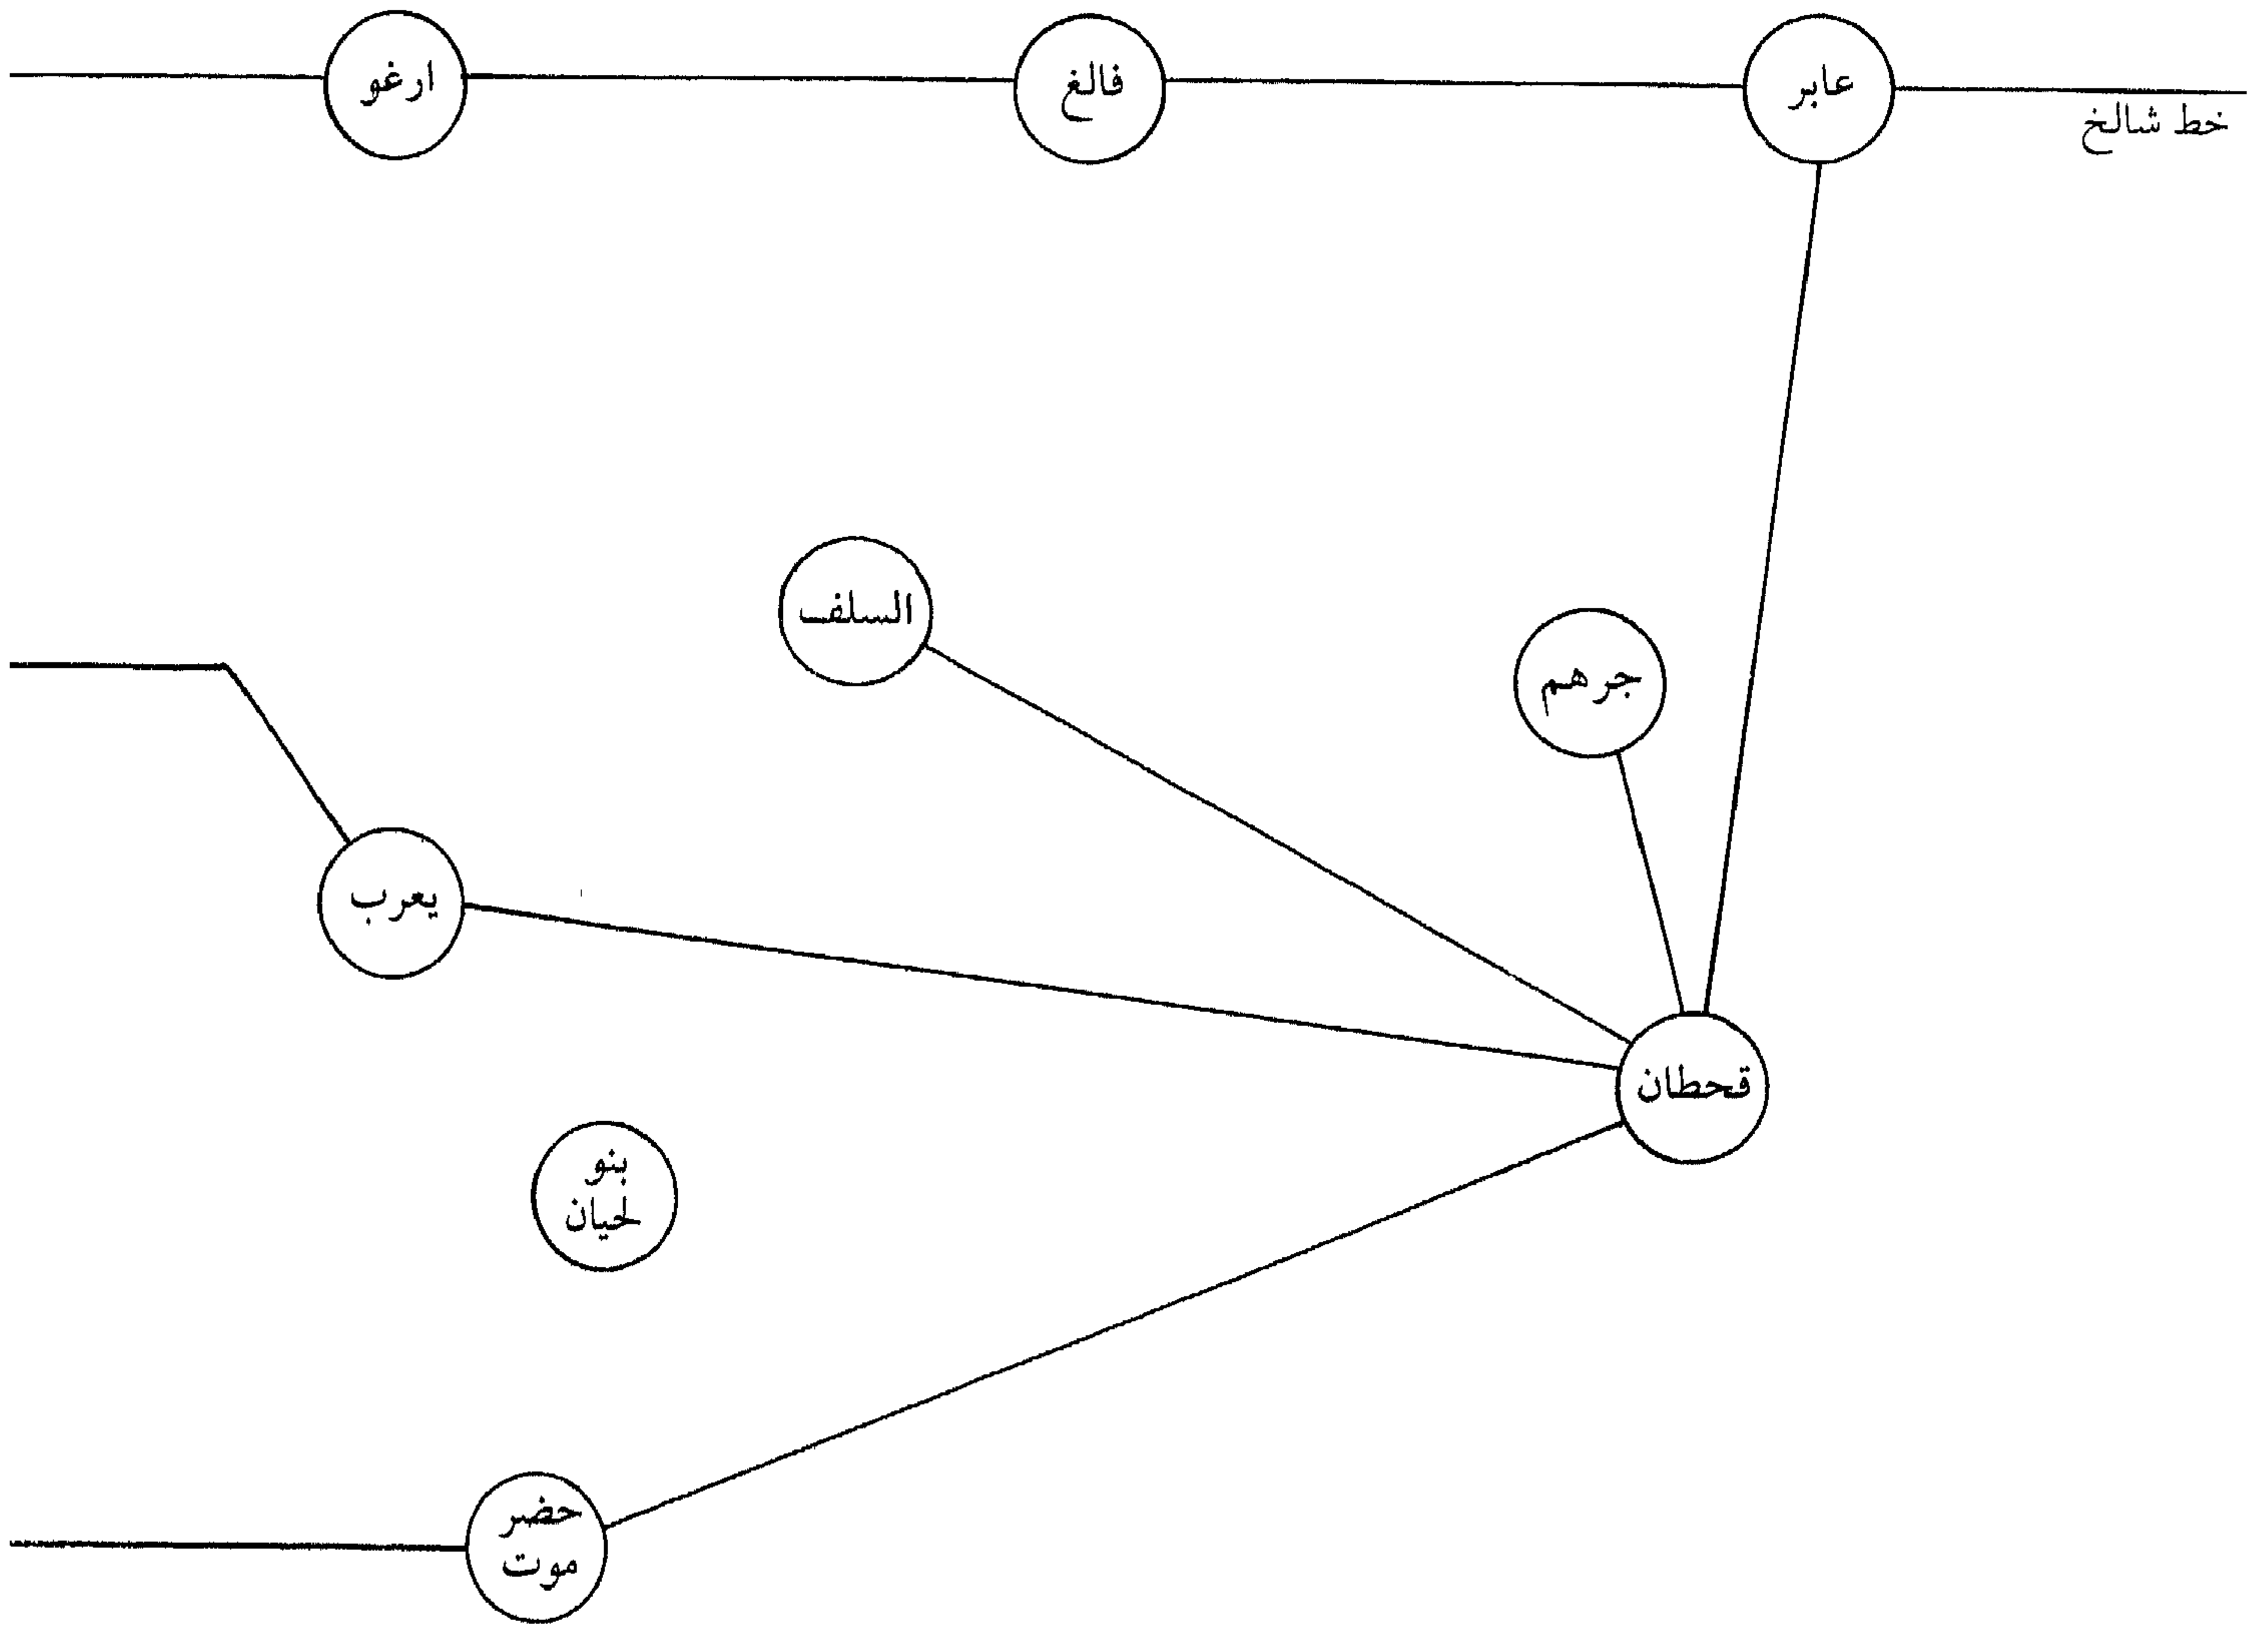 عابر
فالغ
ارغو
خط شالخ
السلف
جرهم
يعرب
قحطان
بنو
لحيان
حضر
موت